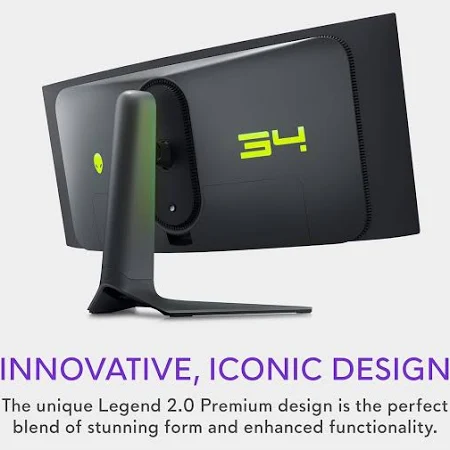 34
INNOVATIVE, ICONIC DESIGN
The unique Legend 2.0 Premium design is the perfect
blend of stunning form and enhanced functionality.